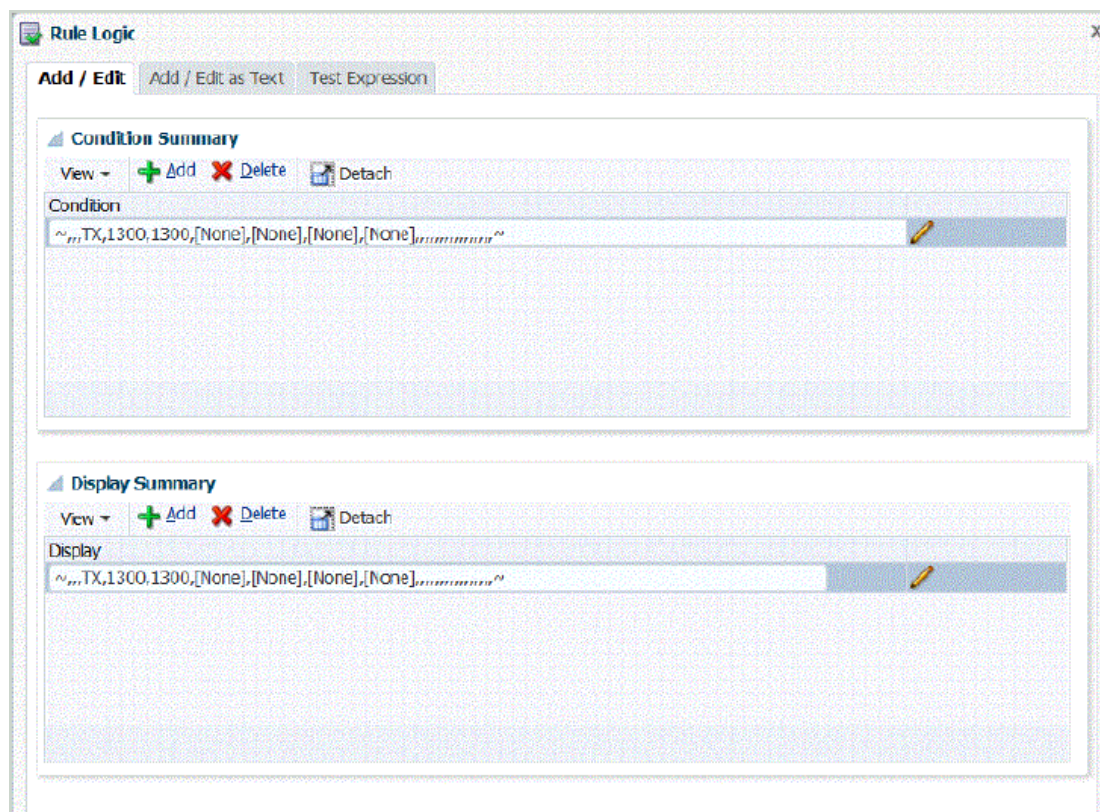 Rule Logic
x
Add / Edit Add / Edit as Text Test Expression
Condition Summary
View Add Delete Detach
Condition
~,,,TX,1300,1300,[None],[None],[None],[None],,,,,,,,,,,,,,,,~
Display Summary
View Add Delete Detach
Display
~,,,TX,1300,1300,[None],[None],[None],[None],,,,,,,,,,,,,,,,~